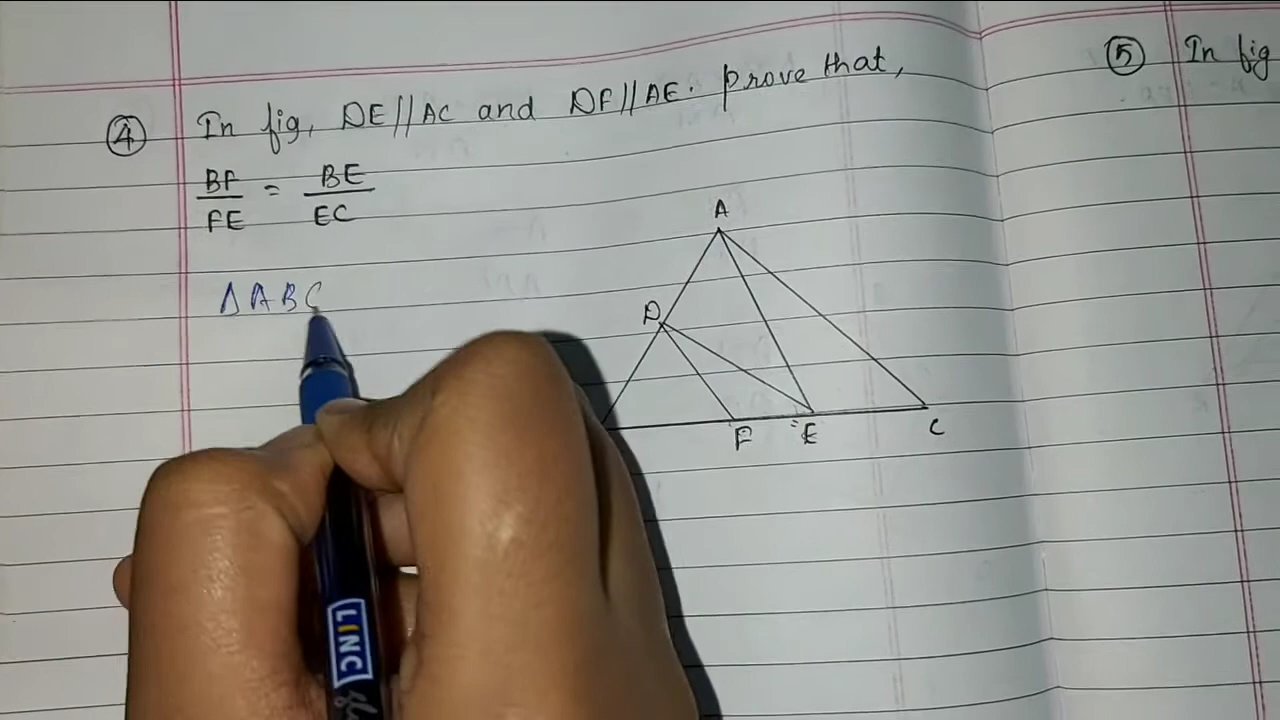 ④ In fig, DE//AC and DF//AE. prove that,
BF/FE = BE/EC
ΔABC
A
D
F E C
⑤ In fig
LINC